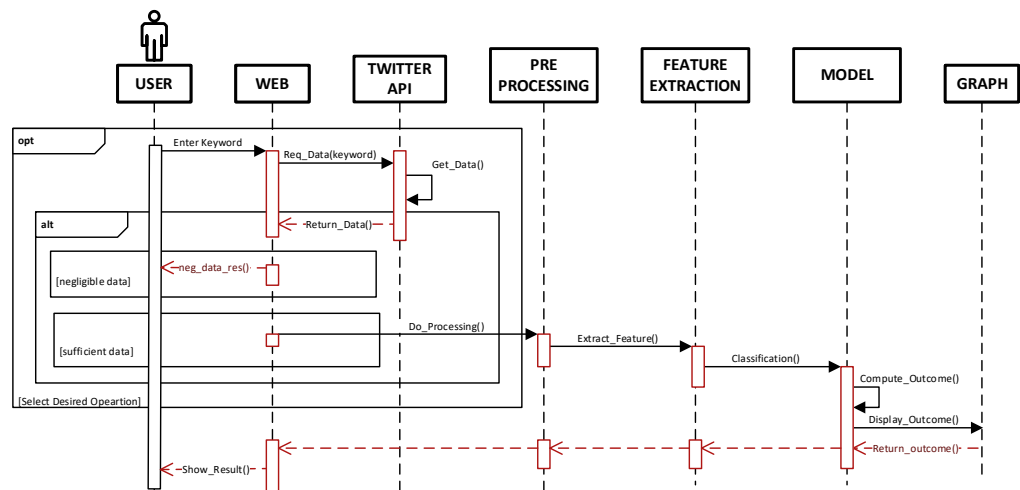 USER
WEB
TWITTER
API
PRE
PROCESSING
FEATURE
EXTRACTION
MODEL
GRAPH
opt
Enter Keyword
Req_Data(keyword)
Get_Data()
alt
Return_Data()
neg_data_res()
[negligible data]
Do_Processing()
Extract_Feature()
[sufficient data]
Classification()
Compute_Outcome()
[Select Desired Opeartion]
Display_Outcome()
Return_outcome()
Show_Result()